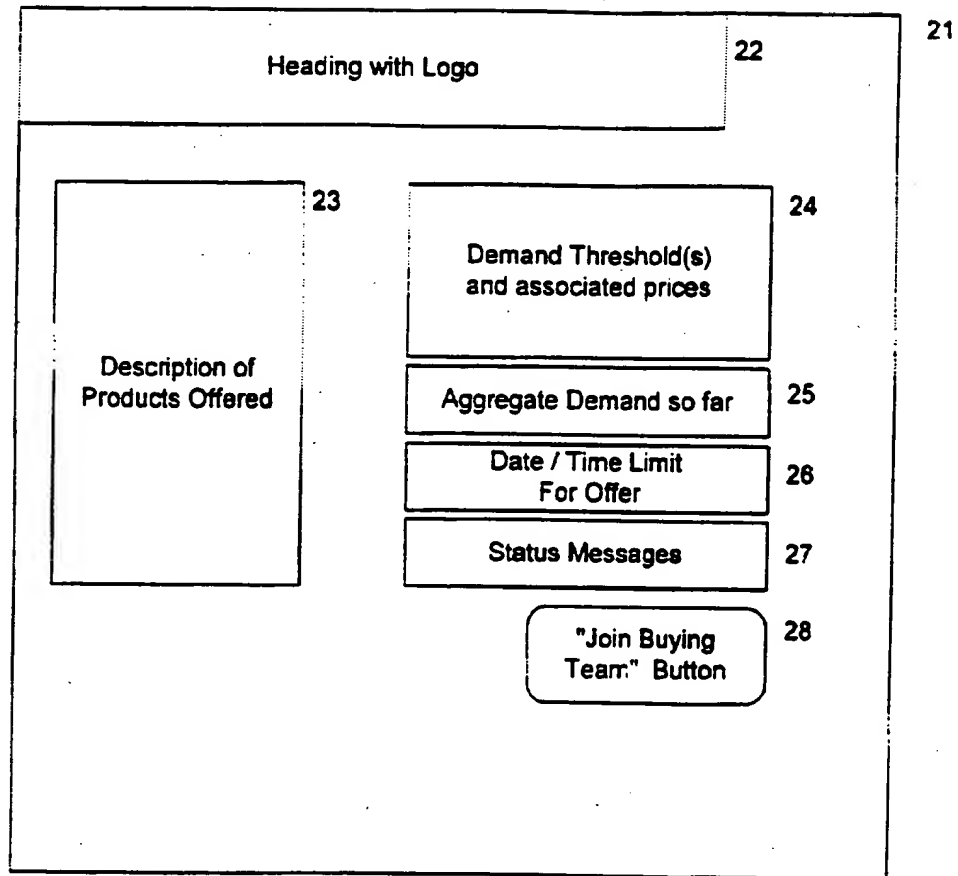 21
Heading with Logo
22
23
Description of
Products Offered
24
Demand Threshold(s)
and associated prices
Aggregate Demand so far
25
Date / Time Limit
For Offer
26
Status Messages
27
"Join Buying
Team" Button
28